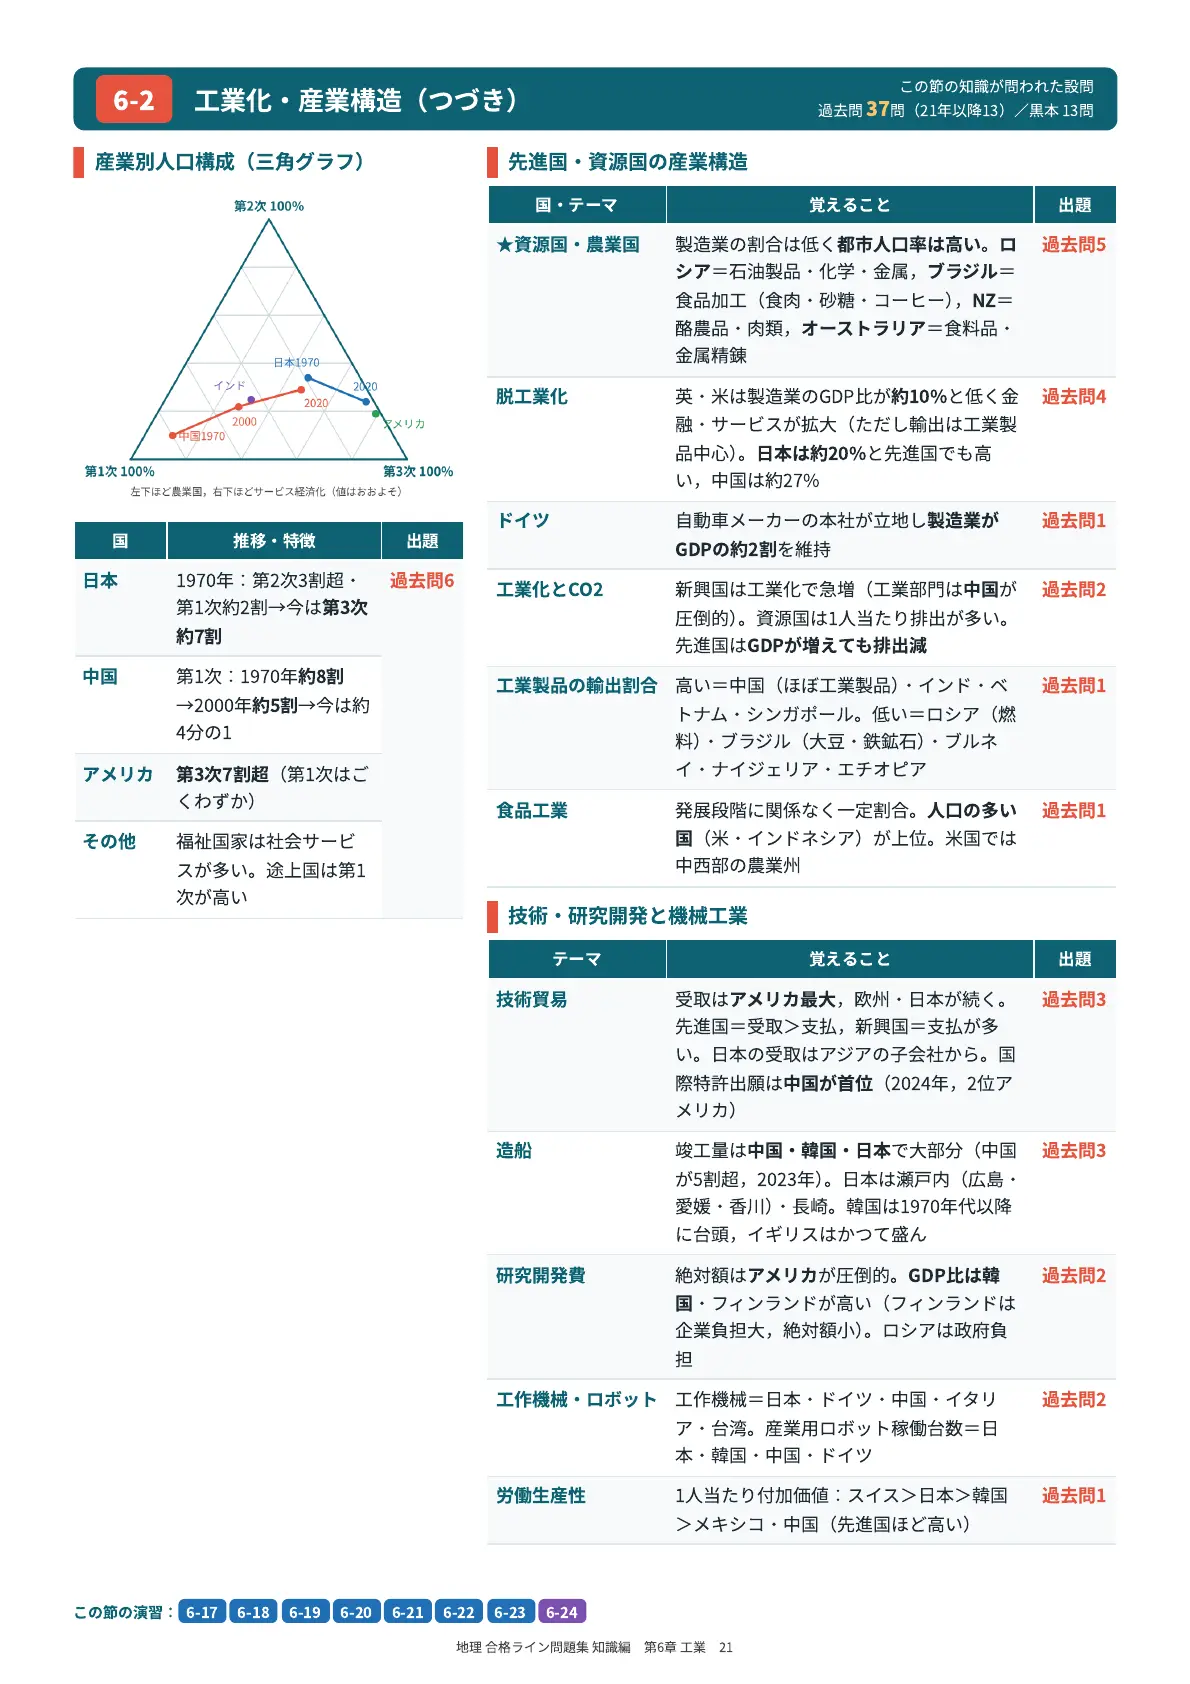 6-2 工業化・産業構造（つづき）
この節の知識が問われた設問
過去問 37問（21年以降13）／黒本 13問
産業別人口構成（三角グラフ）
第2次 100%
日本1970
インド
2020
2020
2000
アメリカ
中国1970
第1次 100%
第3次 100%
左下ほど農業国，右下ほどサービス経済化（値はおおよそ）
国 推移・特徴 出題
日本 1970年：第2次3割超・ 過去問6
第1次約2割→今は第3次
約7割
中国 第1次：1970年約8割
→2000年約5割→今は約
4分の1
アメリカ 第3次7割超（第1次はご
くわずか）
その他 福祉国家は社会サービ
スが多い。途上国は第1
次が高い
先進国・資源国の産業構造
国・テーマ 覚えること 出題
★資源国・農業国 製造業の割合は低く都市人口率は高い。ロ 過去問5
シア＝石油製品・化学・金属，ブラジル＝
食品加工（食肉・砂糖・コーヒー），NZ＝
酪農品・肉類，オーストラリア＝食料品・
金属精錬
脱工業化 英・米は製造業のGDP比が約10%と低く金 過去問4
融・サービスが拡大（ただし輸出は工業製
品中心）。日本は約20%と先進国でも高
い，中国は約27%
ドイツ 自動車メーカーの本社が立地し製造業が 過去問1
GDPの約2割を維持
工業化とCO2 新興国は工業化で急増（工業部門は中国が 過去問2
圧倒的）。資源国は1人当たり排出が多い。
先進国はGDPが増えても排出減
工業製品の輸出割合 高い＝中国（ほぼ工業製品）・インド・ベ 過去問1
トナム・シンガポール。低い＝ロシア（燃
料）・ブラジル（大豆・鉄鉱石）・ブルネ
イ・ナイジェリア・エチオピア
食品工業 発展段階に関係なく一定割合。人口の多い 過去問1
国（米・インドネシア）が上位。米国では
中西部の農業州
技術・研究開発と機械工業
テーマ 覚えること 出題
技術貿易 受取はアメリカ最大，欧州・日本が続く。 過去問3
先進国＝受取＞支払，新興国＝支払が多
い。日本の受取はアジアの子会社から。国
際特許出願は中国が首位（2024年，2位ア
メリカ）
造船 竣工量は中国・韓国・日本で大部分（中国 過去問3
が5割超，2023年）。日本は瀬戸内（広島・
愛媛・香川）・長崎。韓国は1970年代以降
に台頭，イギリスはかつて盛ん
研究開発費 絶対額はアメリカが圧倒的。GDP比は韓 過去問2
国・フィンランドが高い（フィンランドは
企業負担大，絶対額小）。ロシアは政府負
担
工作機械・ロボット 工作機械＝日本・ドイツ・中国・イタリ 過去問2
ア・台湾。産業用ロボット稼働台数＝日
本・韓国・中国・ドイツ
労働生産性 1人当たり付加価値：スイス＞日本＞韓国 過去問1
＞メキシコ・中国（先進国ほど高い）
この節の演習： 6-17 6-18 6-19 6-20 6-21 6-22 6-23 6-24
地理 合格ライン問題集 知識編 第6章 工業 21